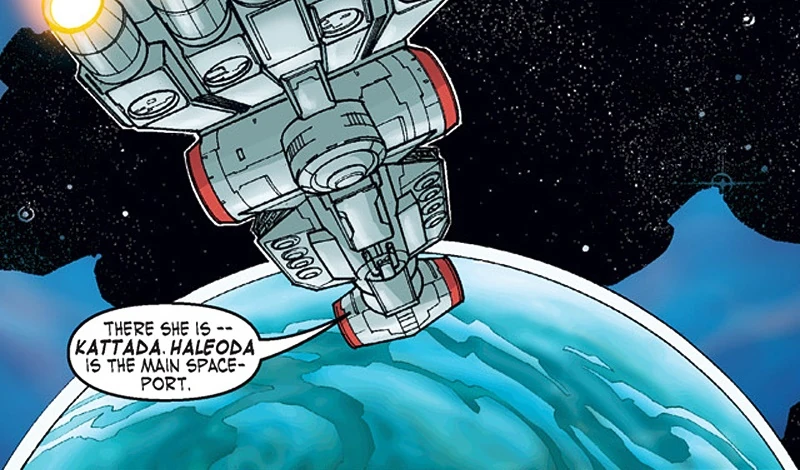 THERE SHE IS --
KATTADA. HALEODA
IS THE MAIN SPACE-
PORT.